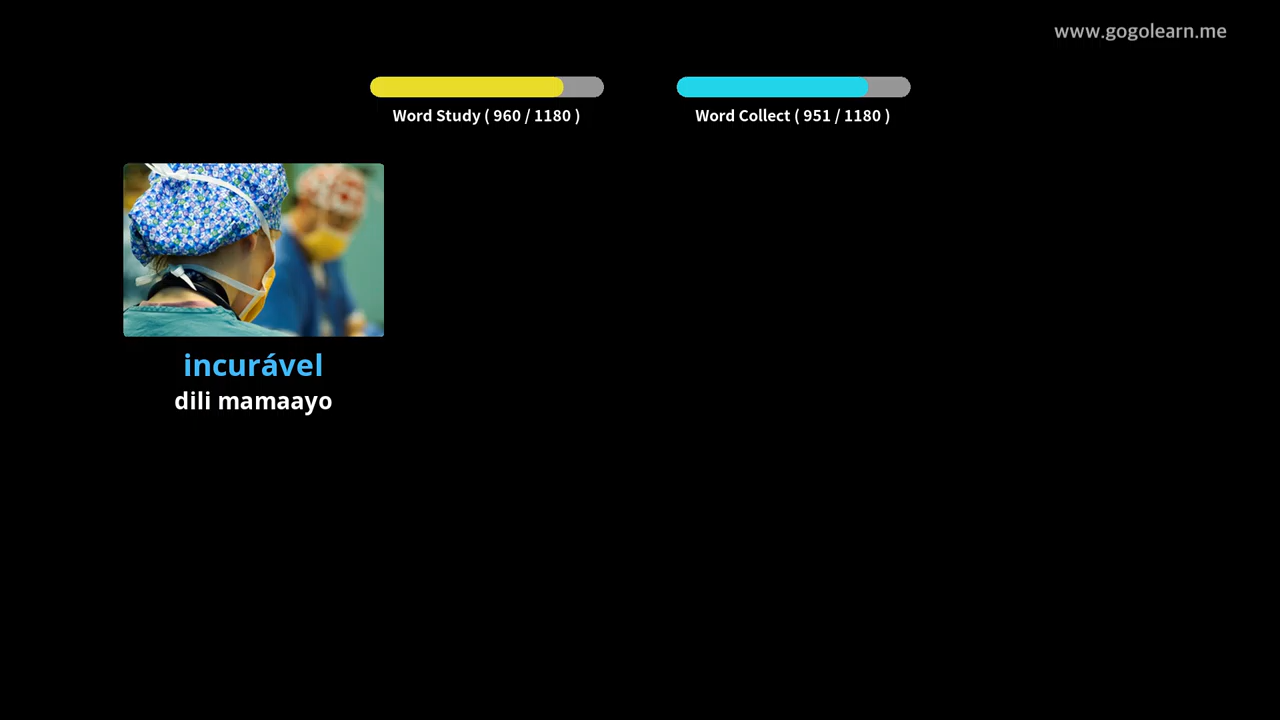 www.gogolearn.me
Word Study ( 960 / 1180 )
Word Collect ( 951 / 1180 )
incurável
dili mamaayo